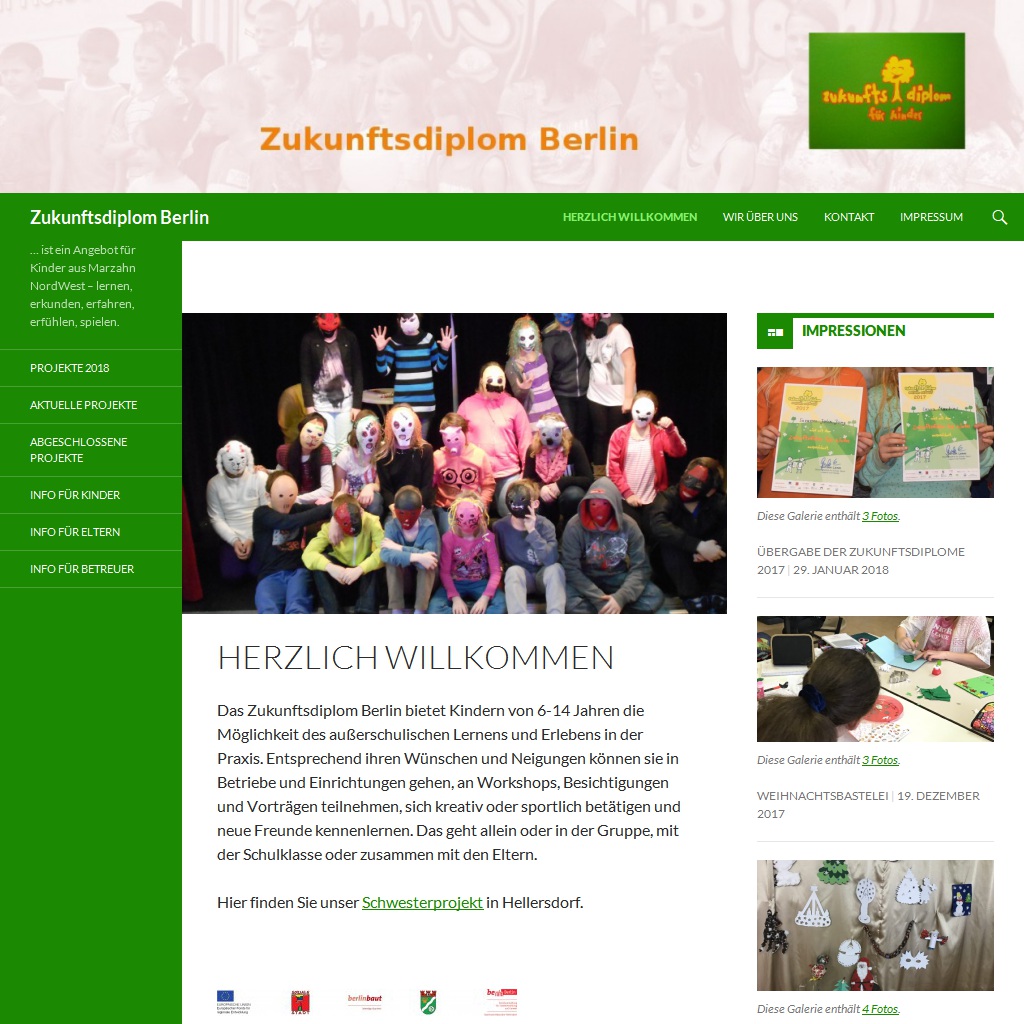 zukunfts diplom
für kinder
Zukunftsdiplom Berlin
Zukunftsdiplom Berlin
HERZLICH WILLKOMMEN
WIR ÜBER UNS
KONTAKT
IMPRESSUM
... ist ein Angebot für
Kinder aus Marzahn
NordWest – lernen,
erkunden, erfahren,
erfühlen, spielen.
PROJEKTE 2018
AKTUELLE PROJEKTE
ABGESCHLOSSENE
PROJEKTE
INFO FÜR KINDER
INFO FÜR ELTERN
INFO FÜR BETREUER
HERZLICH WILLKOMMEN
Das Zukunftsdiplom Berlin bietet Kindern von 6-14 Jahren die
Möglichkeit des außerschulischen Lernens und Erlebens in der
Praxis. Entsprechend ihren Wünschen und Neigungen können sie in
Betriebe und Einrichtungen gehen, an Workshops, Besichtigungen
und Vorträgen teilnehmen, sich kreativ oder sportlich betätigen und
neue Freunde kennenlernen. Das geht allein oder in der Gruppe, mit
der Schulklasse oder zusammen mit den Eltern.
Hier finden Sie unser Schwesterprojekt in Hellersdorf.
SOZIALE
STADT
berlinbaut
IMPRESSIONEN
2017
2017
Diese Galerie enthält 3 Fotos.
ÜBERGABE DER ZUKUNFTSDIPLOME
2017 | 29. JANUAR 2018
Diese Galerie enthält 3 Fotos.
WEIHNACHTSBASTELEI | 19. DEZEMBER
2017
Diese Galerie enthält 4 Fotos.